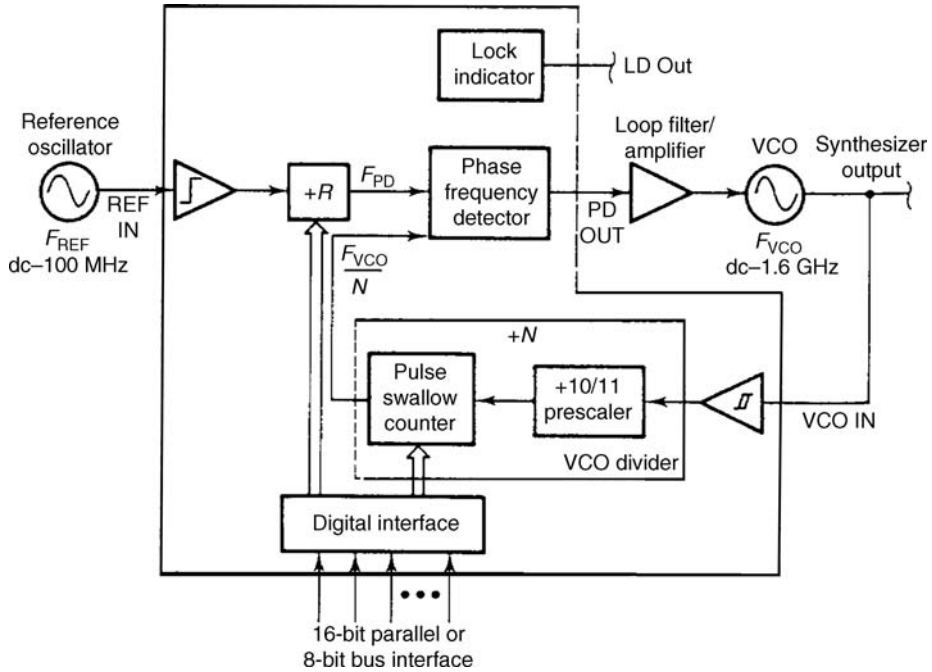 Lock
indicator
LD Out
Reference
oscillator
Loop filter/
amplifier
VCO
Synthesizer
output
REF
IN
+R
F_PD
Phase
frequency
detector
PD
OUT
F_REF
dc–100 MHz
F_VCO
dc–1.6 GHz
F_VCO
N
+N
Pulse
swallow
counter
+10/11
prescaler
VCO IN
VCO divider
Digital interface
16-bit parallel or
8-bit bus interface